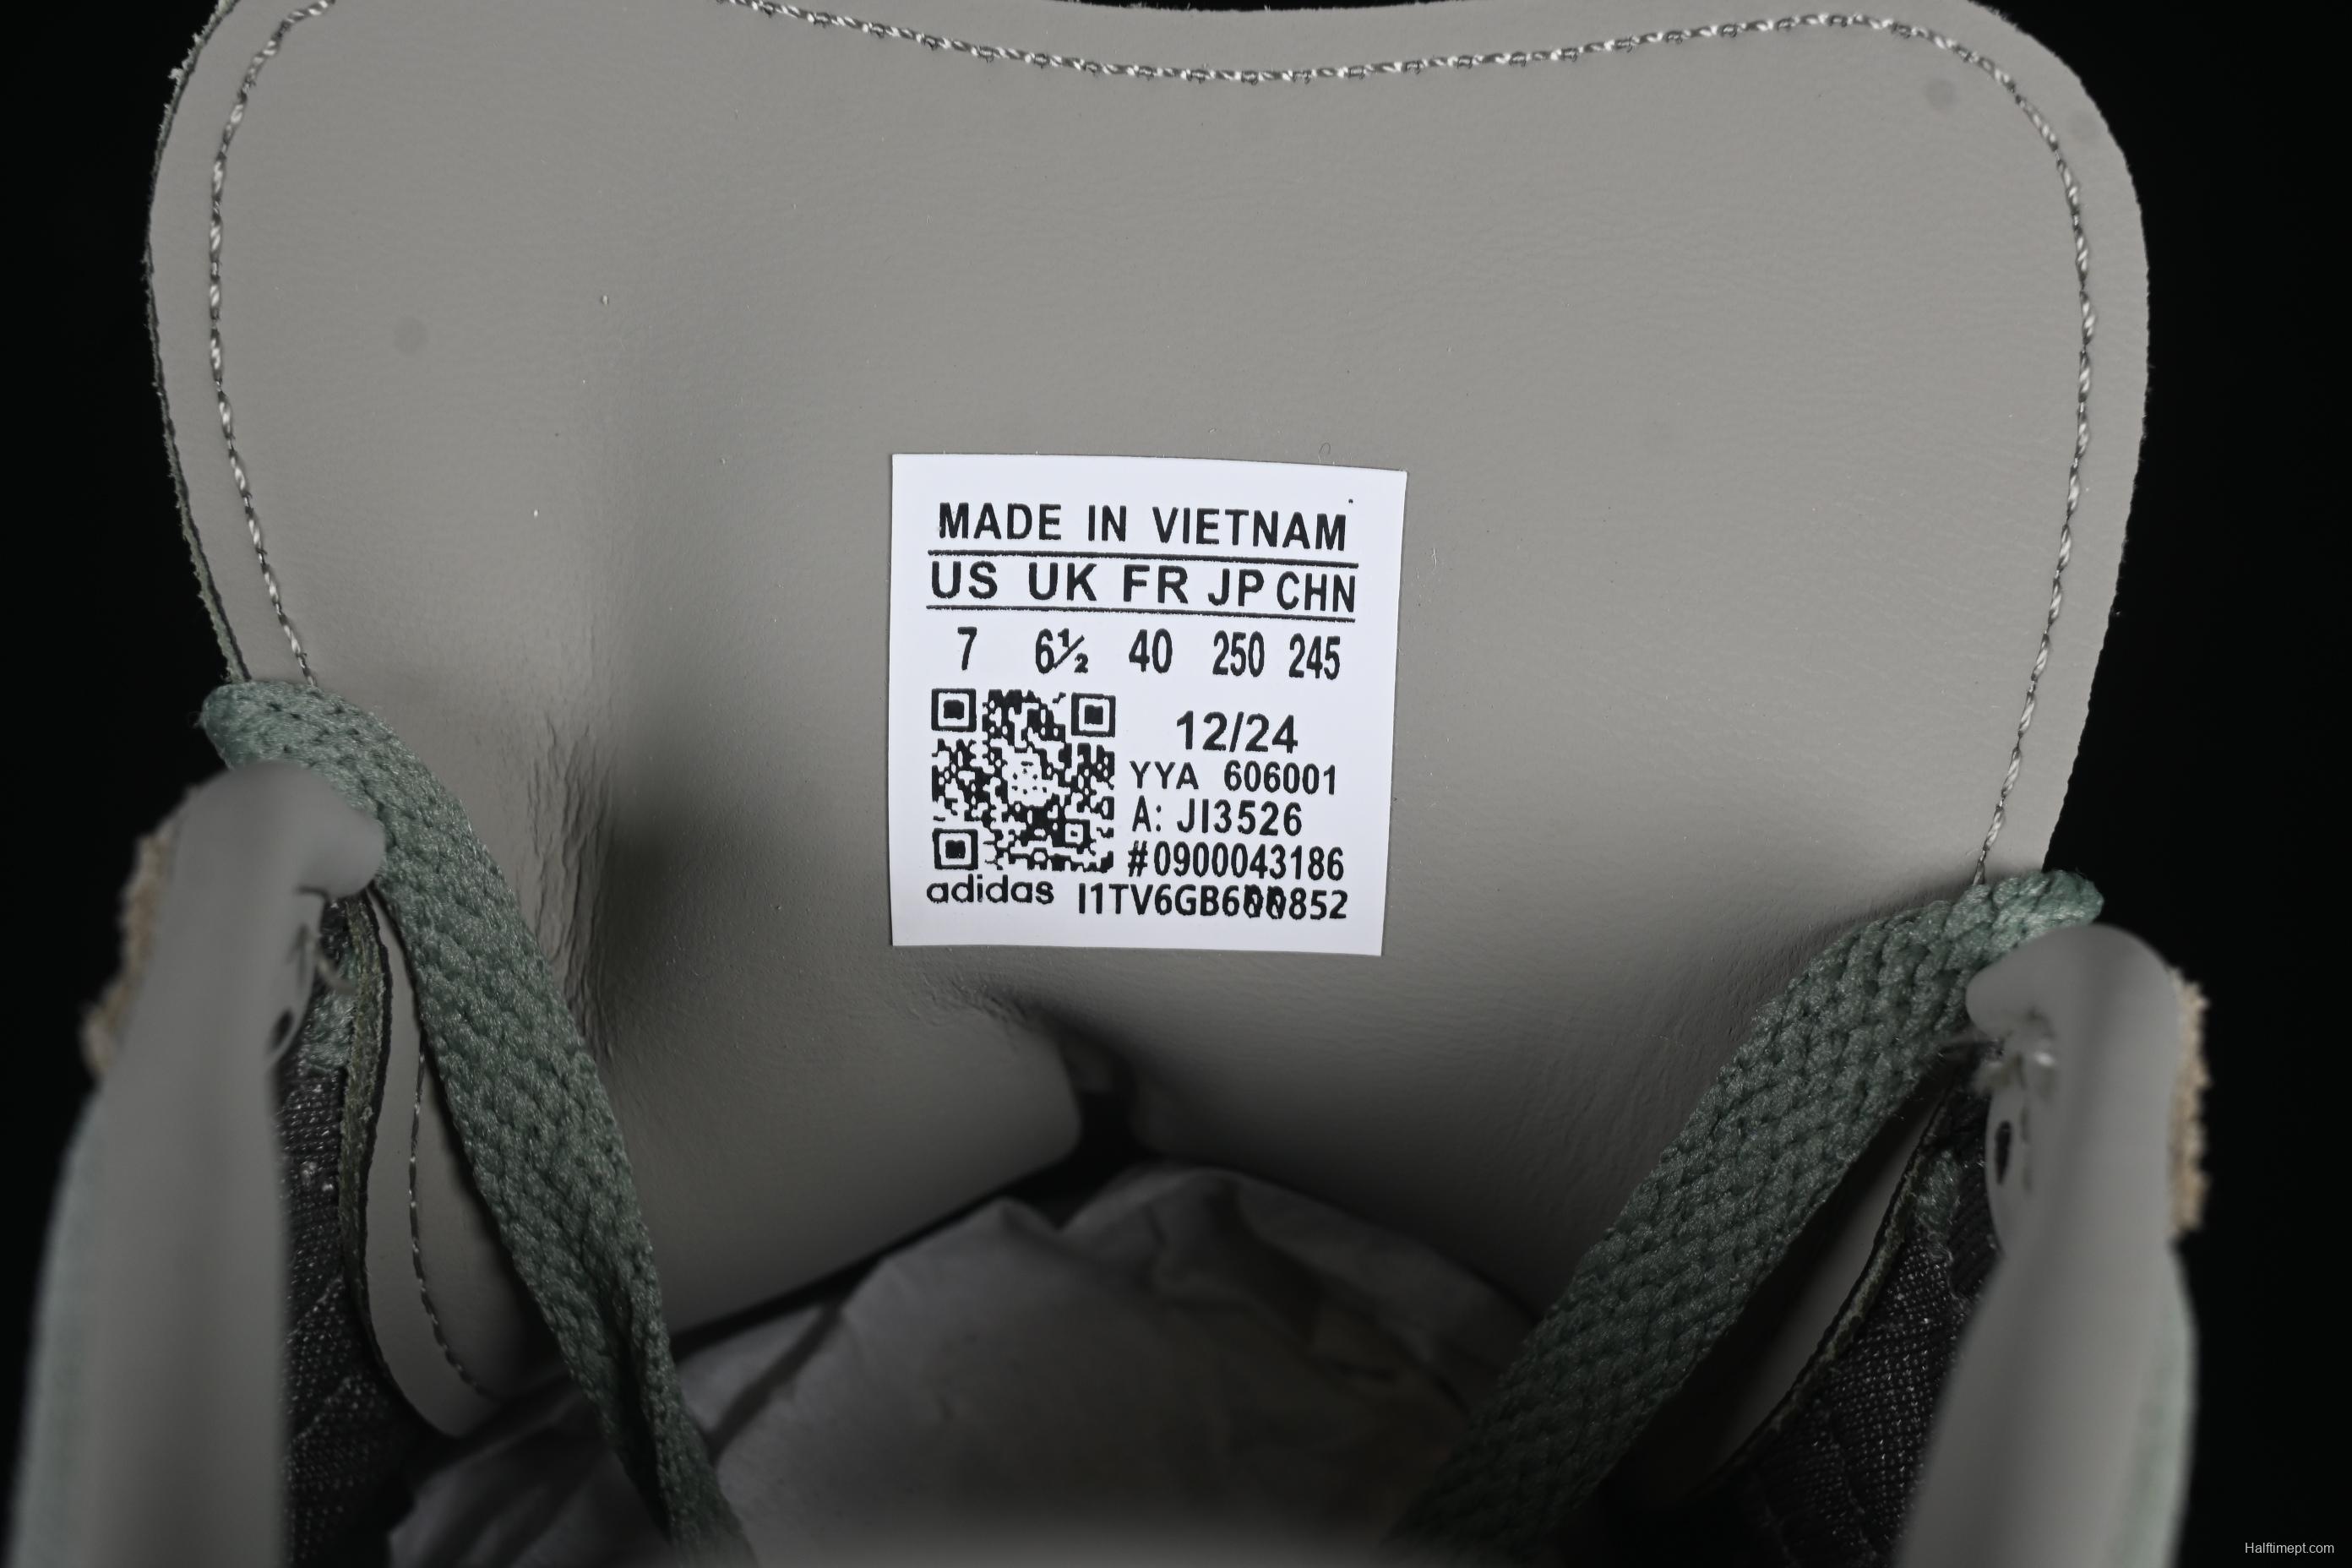 MADE IN VIETNAM
US UK FR JP CHN
7 6½ 40 250 245
12/24
YYA 606001
A: JI3526
#0900043186
adidas
Halftimept.com